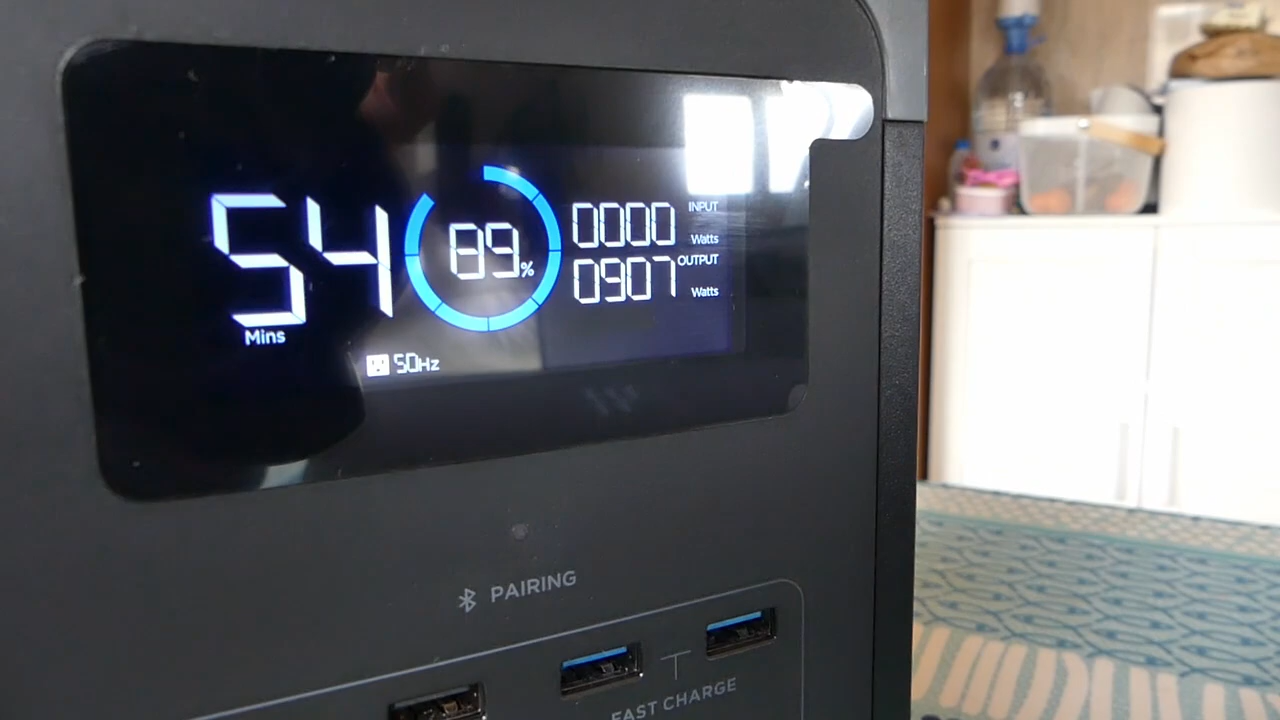 54
Mins
89%
0000 INPUT Watts
0907 OUTPUT Watts
50Hz
PAIRING
FAST CHARGE